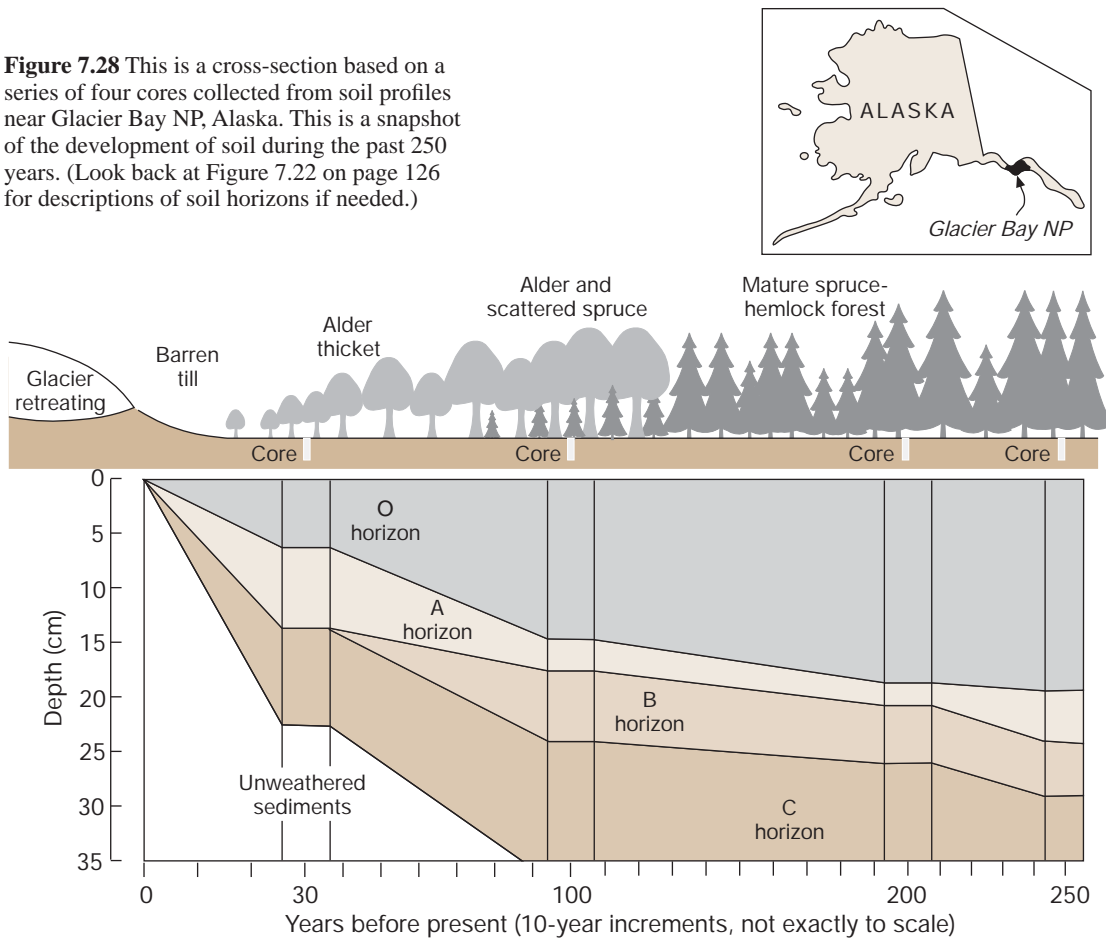 Figure 7.28 This is a cross-section based on a
series of four cores collected from soil profiles
near Glacier Bay NP, Alaska. This is a snapshot
of the development of soil during the past 250
years. (Look back at Figure 7.22 on page 126
for descriptions of soil horizons if needed.)
ALASKA
Glacier Bay NP
Glacier
retreating
Barren
till
Alder
thicket
Alder and
scattered spruce
Mature spruce-
hemlock forest
Core
Core
Core
Core
Depth (cm)
0
5
10
15
20
25
30
35
O
horizon
A
horizon
B
horizon
C
horizon
Unweathered
sediments
0
30
100
200
250
Years before present (10-year increments, not exactly to scale)